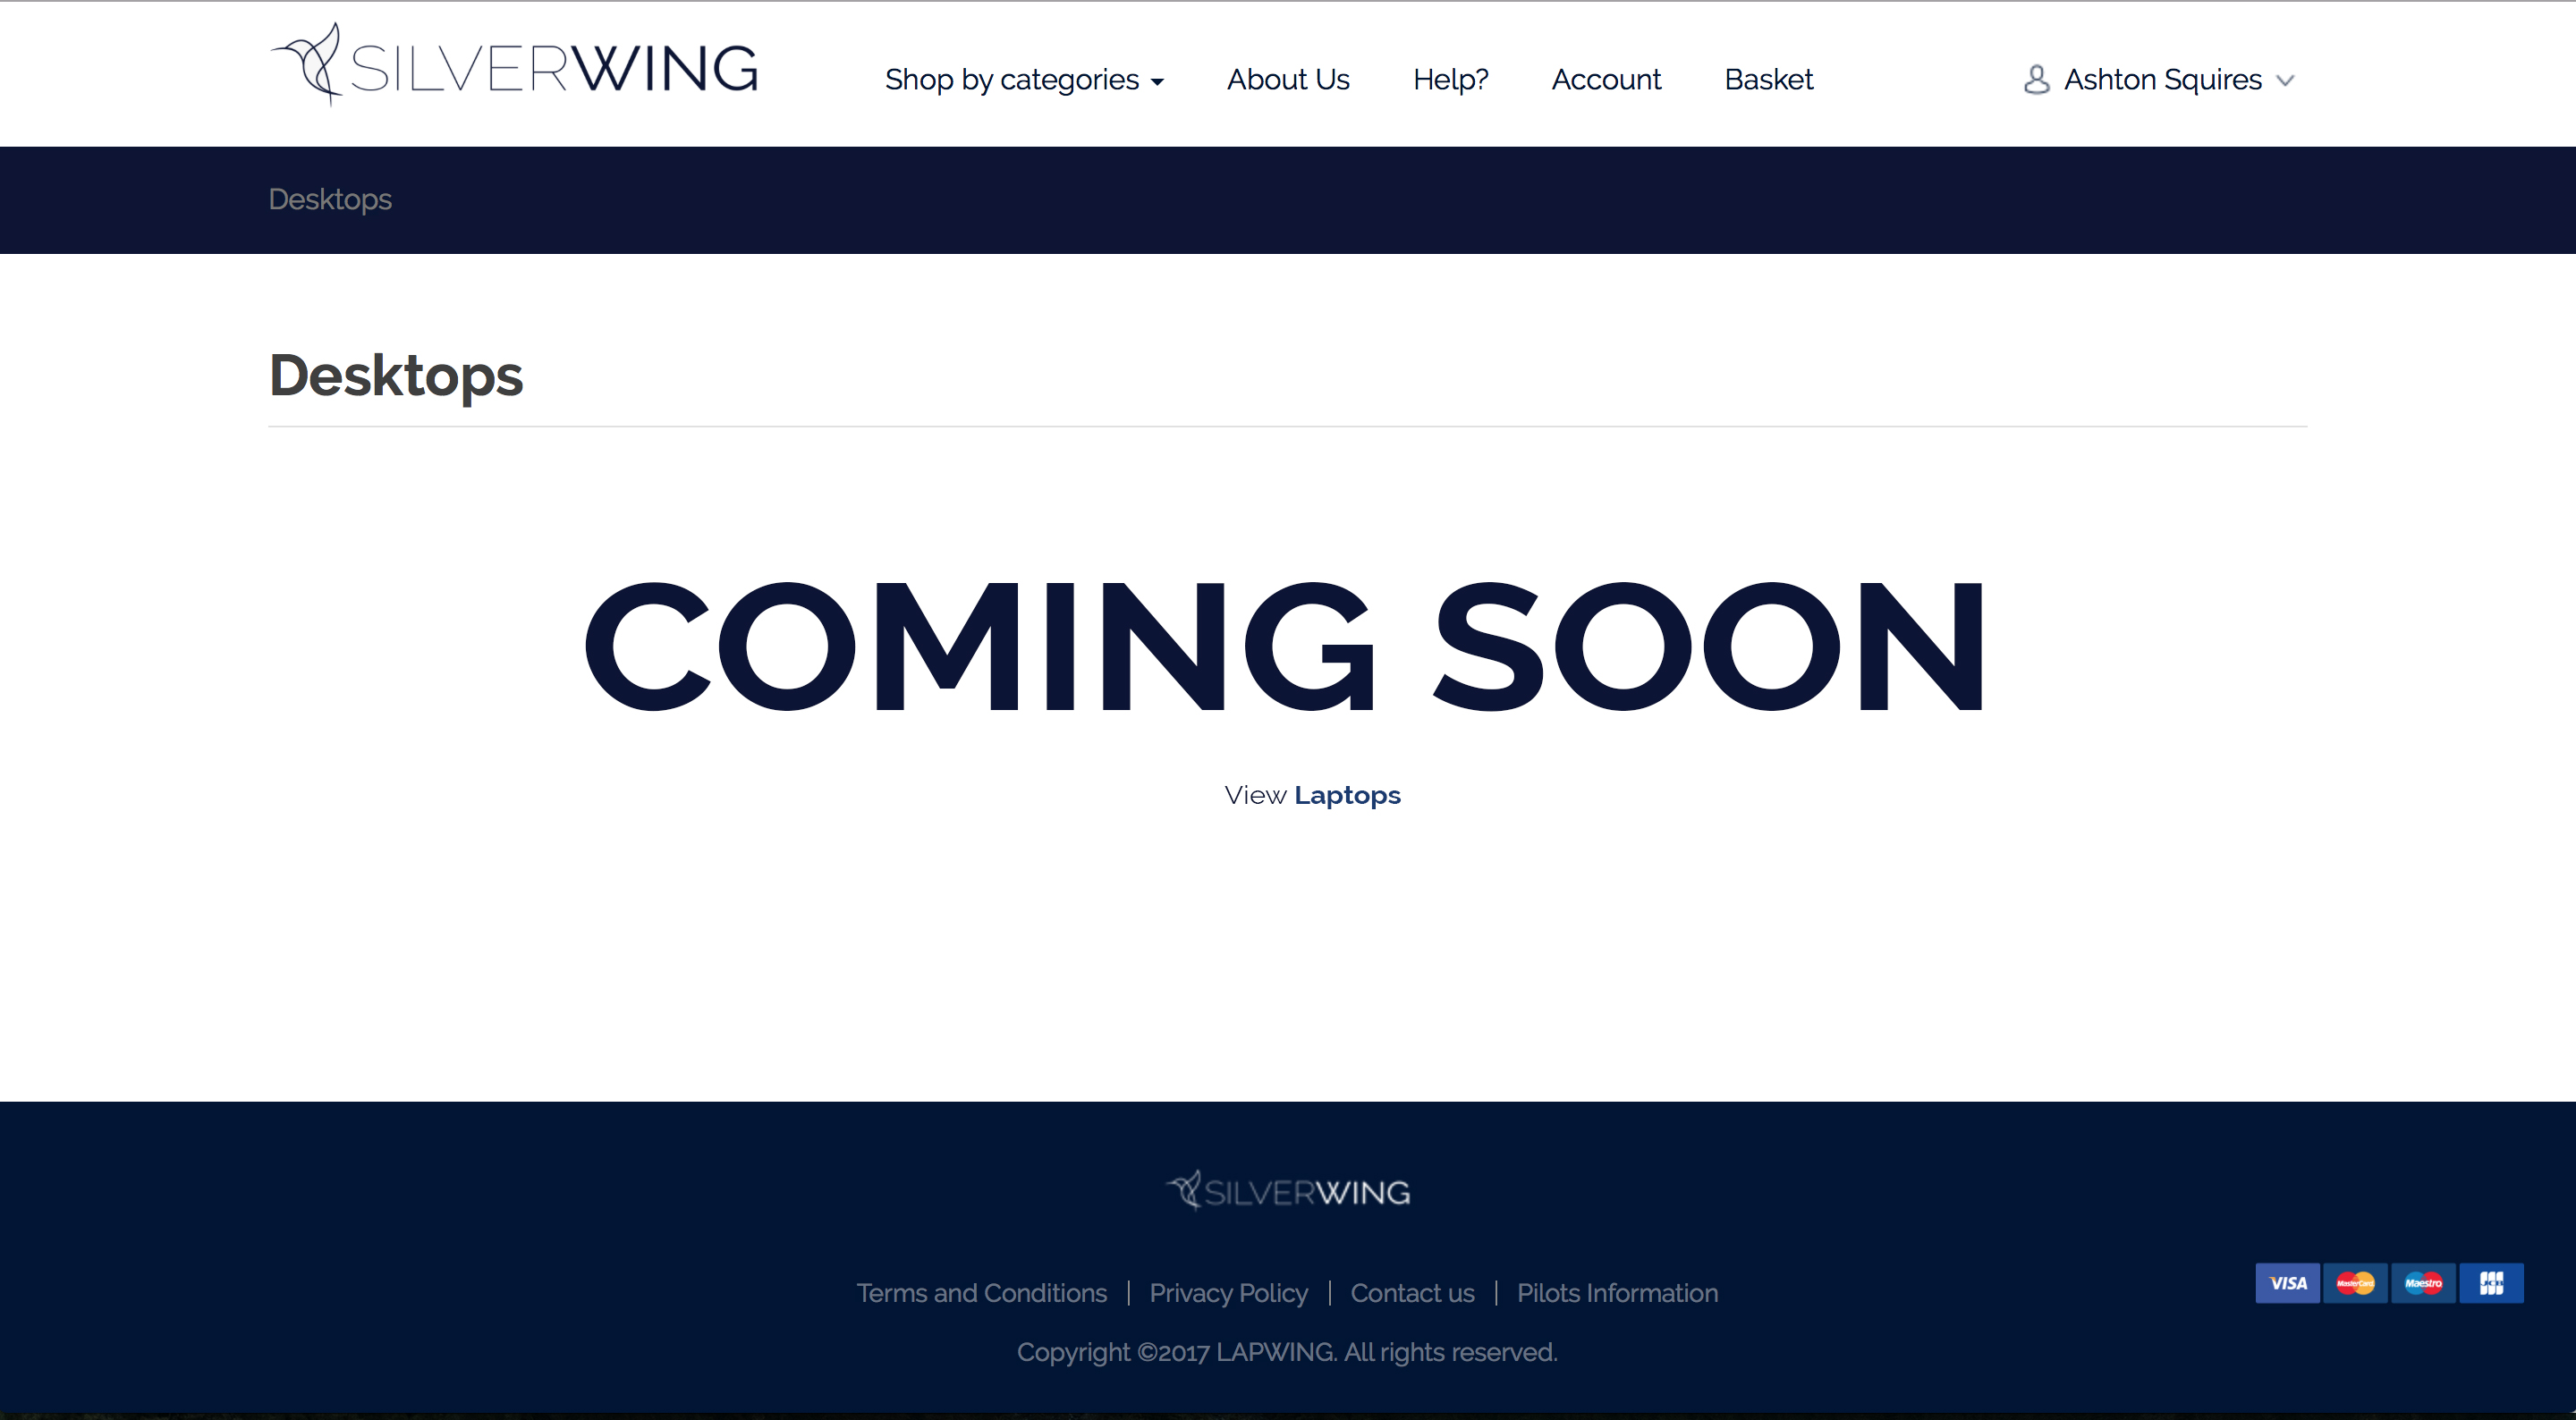 SILVERWING
Shop by categories About Us Help? Account Basket Ashton Squires
Desktops
Desktops
COMING SOON
View Laptops
SILVERWING
Terms and Conditions | Privacy Policy | Contact us | Pilots Information
VISA MasterCard Maestro JCB
Copyright ©2017 LAPWING. All rights reserved.